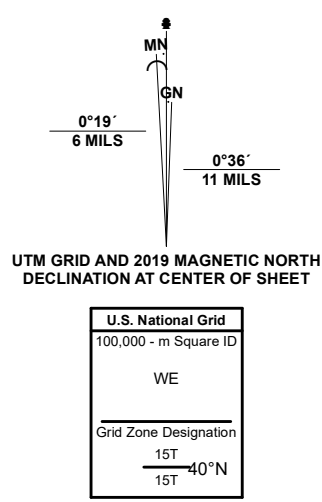 MN
GN
0°19´
6 MILS
0°36´
11 MILS
UTM GRID AND 2019 MAGNETIC NORTH
DECLINATION AT CENTER OF SHEET
U.S. National Grid
100,000 - m Square ID
WE
Grid Zone Designation
15T
40°N
15T